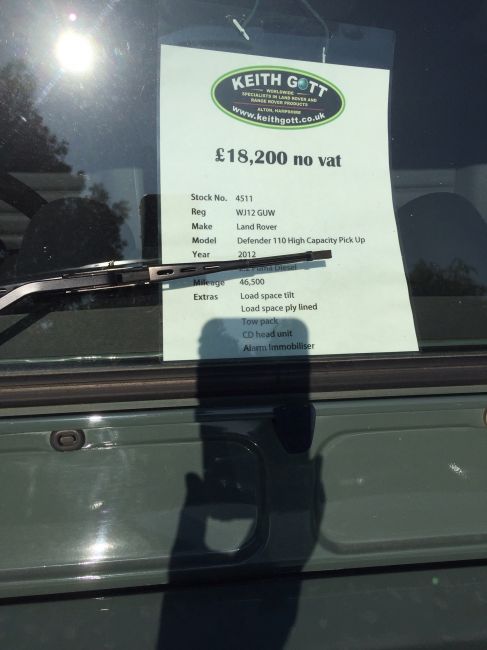 KEITH GOTT
WORLDWIDE
SPECIALISTS IN LAND ROVER AND
RANGE ROVER PRODUCTS
ALTON, HAMPSHIRE
www.keithgott.co.uk
£18,200 no vat
Stock No. 4511
Reg WJ12 GUW
Make Land Rover
Model Defender 110 High Capacity Pick Up
Year 2012
Puma Diesel
Mileage 46,500
Extras Load space tilt
Load space ply lined
Tow pack
CD head unit
Alarm Immobiliser